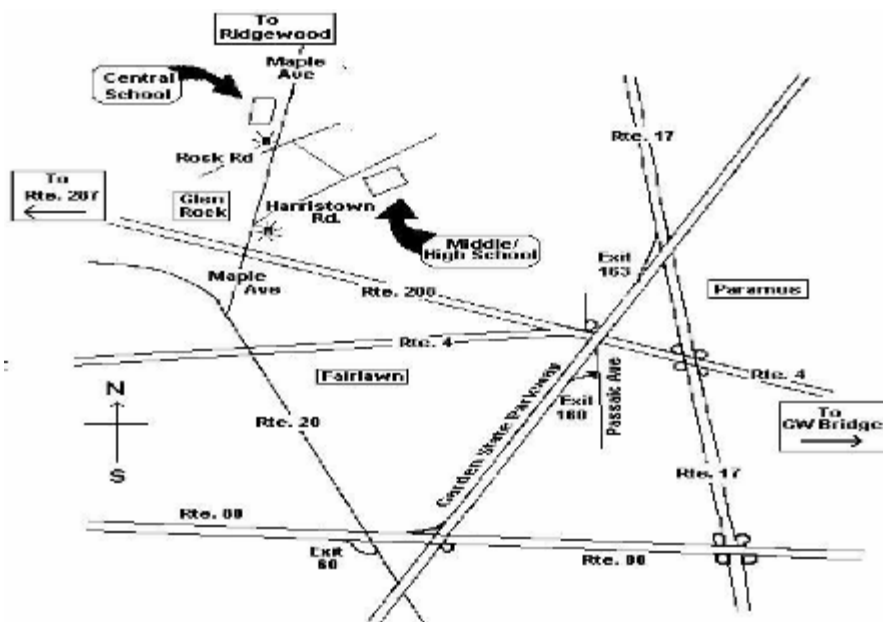 To
Ridgewood
Maple
Ave
Central
School
Rte. 17
Rock Rd
To
Rte. 287
Glen
Rock
Harristown
Rd.
Middle/
High School
Exit
163
Maple
Ave
Rte. 208
Paramus
Rte. 4
Fairlawn
Rte. 4
N
Exit
160
Passaic Ave
To
GW Bridge
Rte. 20
Garden State Parkway
S
Rte. 17
Rte. 80
Exit
60
Rte. 80